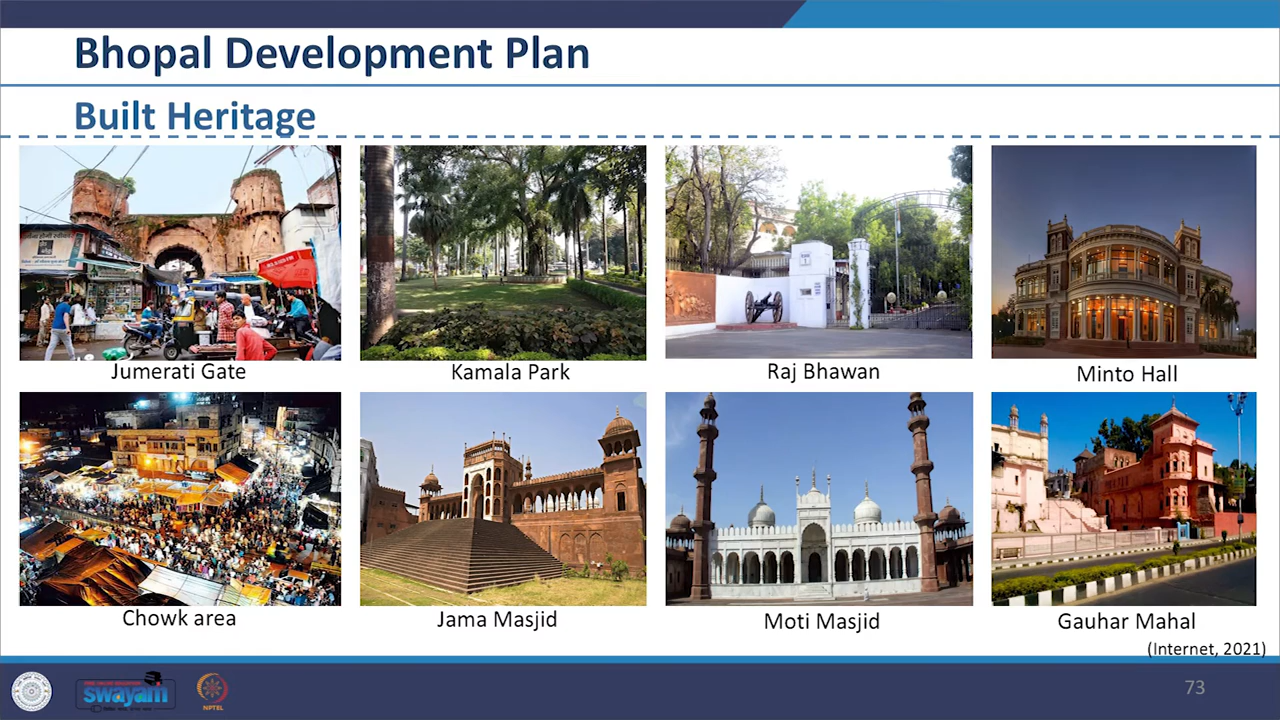 Bhopal Development Plan
Built Heritage
Jumerati Gate
Kamala Park
Raj Bhawan
Minto Hall
Chowk area
Jama Masjid
Moti Masjid
Gauhar Mahal
(Internet, 2021)
swayam
NPTEL
73